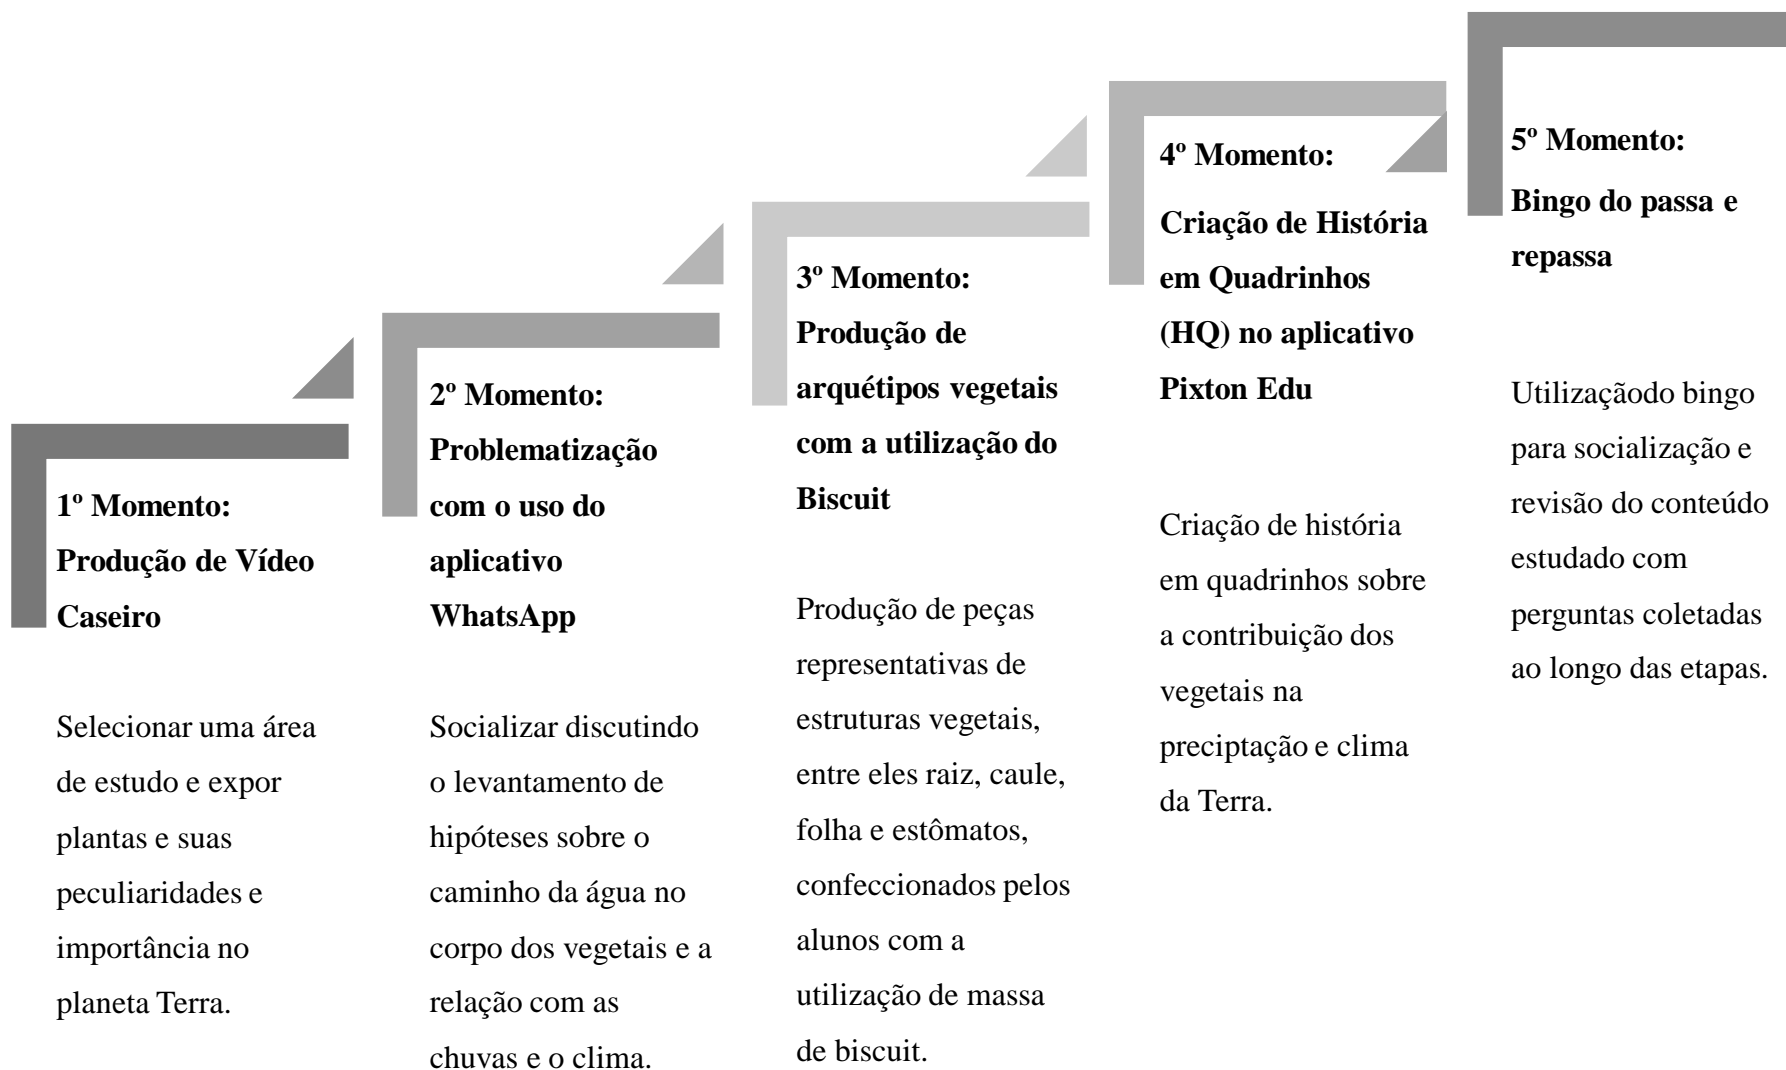 1º Momento:
Produção de Vídeo
Caseiro
Selecionar uma área
de estudo e expor
plantas e suas
peculiaridades e
importância no
planeta Terra.
2º Momento:
Problematização
com o uso do
aplicativo
WhatsApp
Socializar discutindo
o levantamento de
hipóteses sobre o
caminho da água no
corpo dos vegetais e a
relação com as
chuvas e o clima.
3º Momento:
Produção de
arquétipos vegetais
com a utilização do
Biscuit
Produção de peças
representativas de
estruturas vegetais,
entre eles raiz, caule,
folha e estômatos,
confeccionados pelos
alunos com a
utilização de massa
de biscuit.
4º Momento:
Criação de História
em Quadrinhos
(HQ) no aplicativo
Pixton Edu
Criação de história
em quadrinhos sobre
a contribuição dos
vegetais na
preciptação e clima
da Terra.
5º Momento:
Bingo do passa e
repassa
Utilizaçãodo bingo
para socialização e
revisão do conteúdo
estudado com
perguntas coletadas
ao longo das etapas.